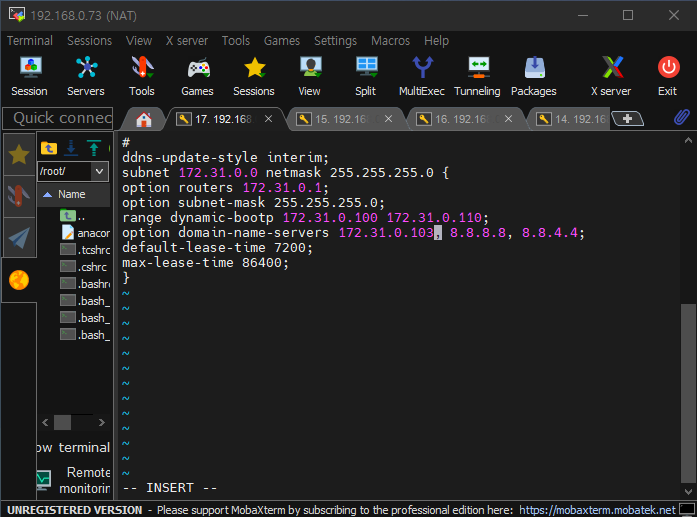 192.168.0.73 (NAT)
Terminal Sessions View X server Tools Games Settings Macros Help
Session Servers Tools Games Sessions View Split MultiExec Tunneling Packages X server Exit
Quick connec
17. 192.168 15. 192.168 16. 192.168 14. 192.168
/root/
Name
..
anacon
.tcshrc
.cshrc
.bashrc
.bash_
.bash_
.bash_
ow terminal
Remote
monitorin
#
ddns-update-style interim;
subnet 172.31.0.0 netmask 255.255.255.0 {
option routers 172.31.0.1;
option subnet-mask 255.255.255.0;
range dynamic-bootp 172.31.0.100 172.31.0.110;
option domain-name-servers 172.31.0.103, 8.8.8.8, 8.8.4.4;
default-lease-time 7200;
max-lease-time 86400;
}
~
~
~
~
~
~
~
~
~
~
~
~
~
-- INSERT --
UNREGISTERED VERSION - Please support MobaXterm by subscribing to the professional edition here: https://mobaxterm.mobatek.net